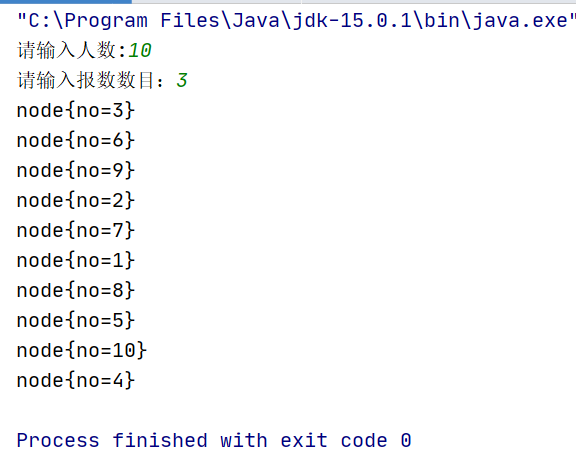 "C:\Program Files\Java\jdk-15.0.1\bin\java.exe"
请输入人数:10
请输入报数数目：3
node{no=3}
node{no=6}
node{no=9}
node{no=2}
node{no=7}
node{no=1}
node{no=8}
node{no=5}
node{no=10}
node{no=4}
Process finished with exit code 0